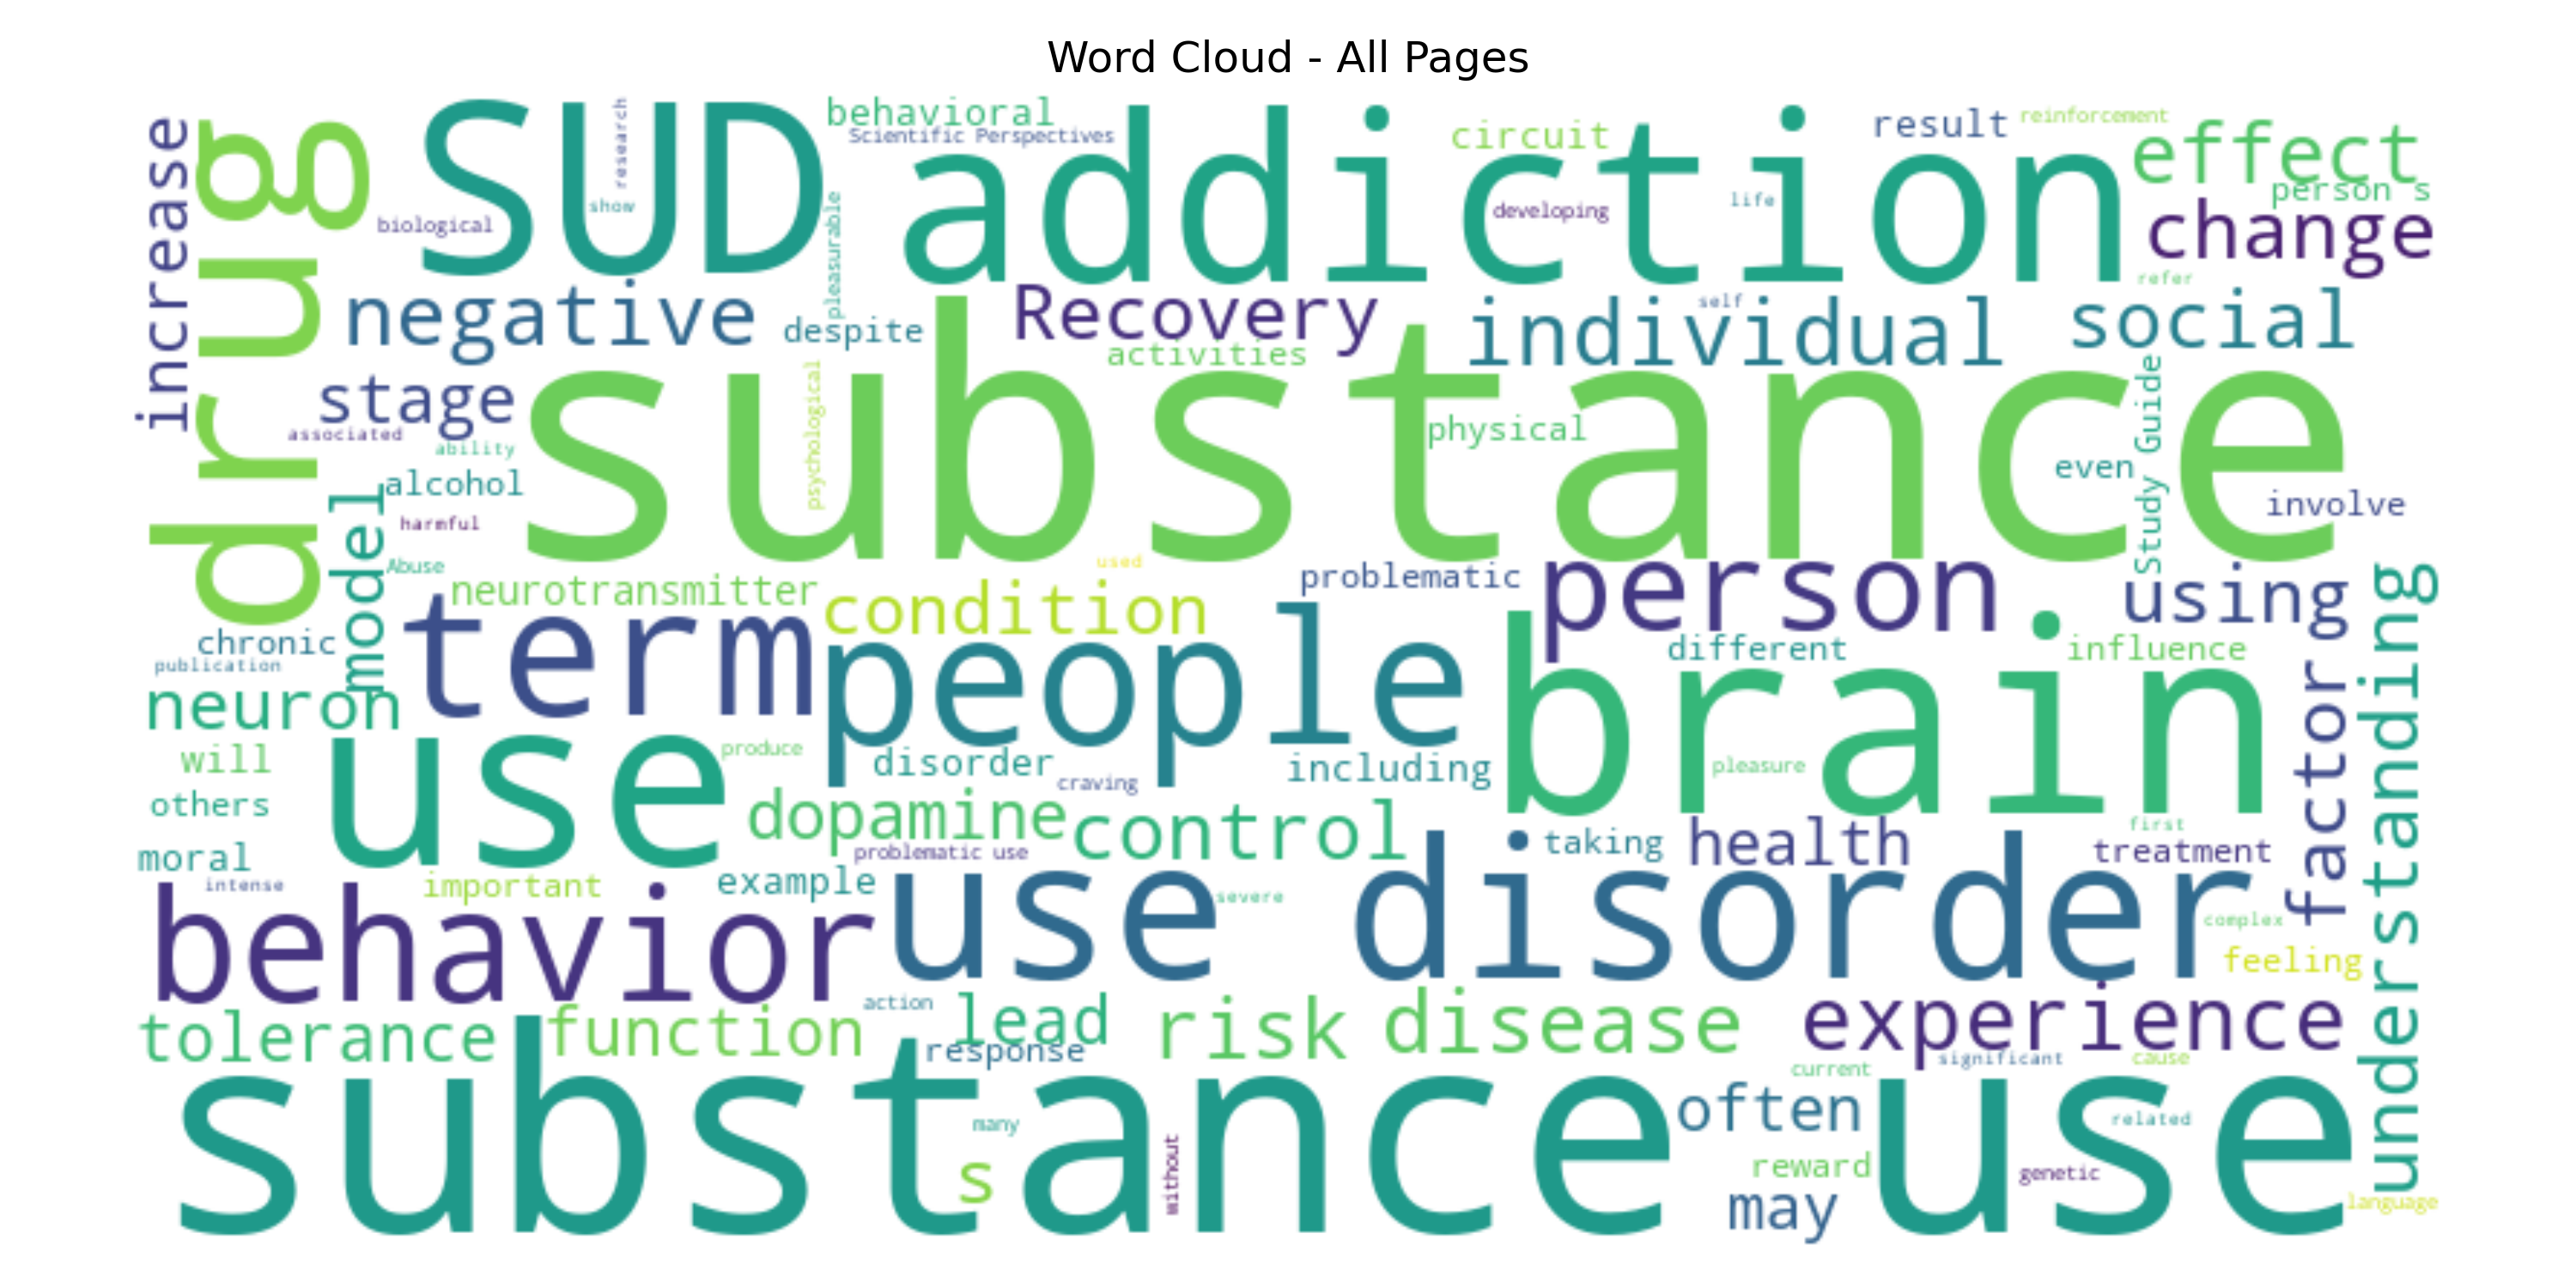 Word Cloud - All Pages
increase
drug
SUD
research
show
biological
behavioral
Scientific Perspectives
pleasurable
addiction
circuit
developing
life
result
reinforcement
effect
person s
change
refer
negative
despite
Recovery
activities
individual
self
social
stage
associated
ability
alcohol
harmful
model
Abuse
substance
psychological
physical
even
Study Guide
involve
used
neurotransmitter
condition
problematic
person
using
chronic
publication
neuron
term
people
different
influence
brain
pleasure
factor
understanding
will
others
use
produce
disorder
craving
including
dopamine
control
moral
intense
important
example
problematic use
taking
health
first
treatment
behavior
use disorder
severe
complex
feeling
tolerance
function
action
lead
response
risk
disease
experience
significant
cause
current
substance use
many
s
without
often
reward
may
related
genetic
language